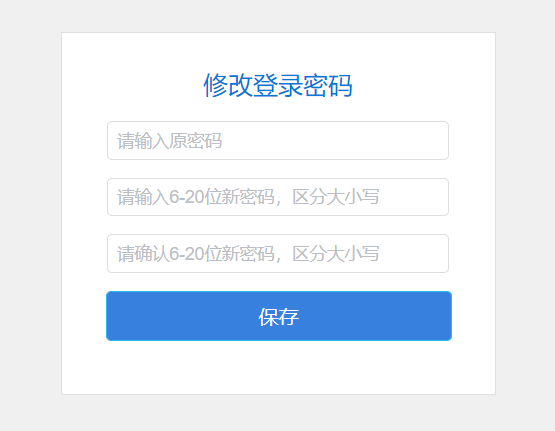 修改登录密码
请输入原密码
请输入6-20位新密码，区分大小写
请确认6-20位新密码，区分大小写
保存